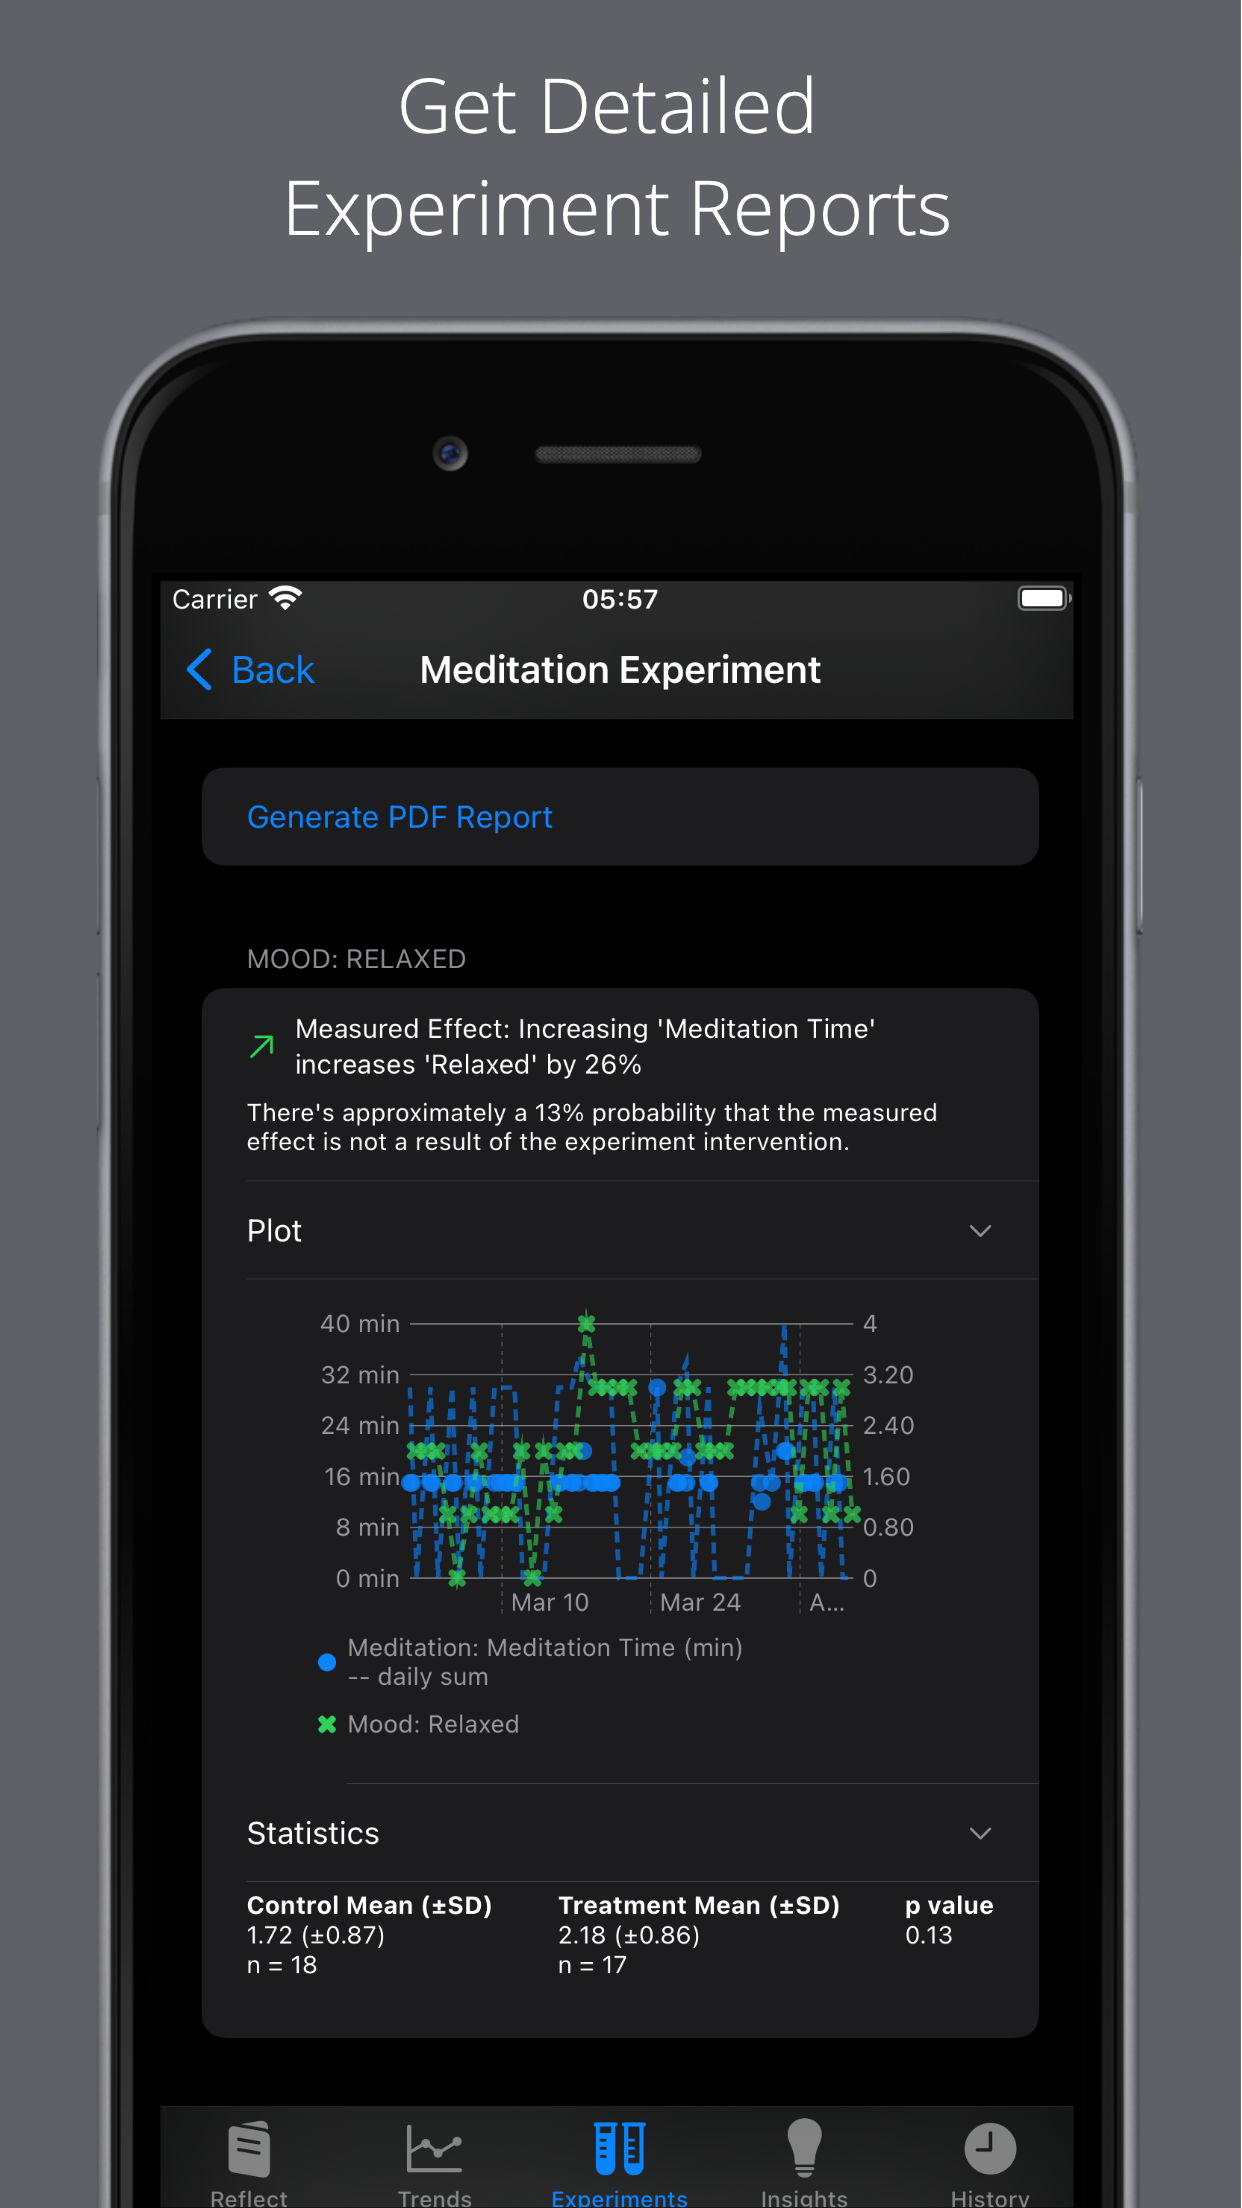 Get Detailed
Experiment Reports
Carrier
05:57
Back
Meditation Experiment
Generate PDF Report
MOOD: RELAXED
Measured Effect: Increasing 'Meditation Time'
increases 'Relaxed' by 26%
There's approximately a 13% probability that the measured
effect is not a result of the experiment intervention.
Plot
40 min 4
32 min 3.20
24 min 2.40
16 min 1.60
8 min 0.80
0 min 0
Mar 10 Mar 24 A...
Meditation: Meditation Time (min)
-- daily sum
Mood: Relaxed
Statistics
Control Mean (±SD) Treatment Mean (±SD) p value
1.72 (±0.87) 2.18 (±0.86) 0.13
n = 18 n = 17
Reflect Trends Experiments Insights History